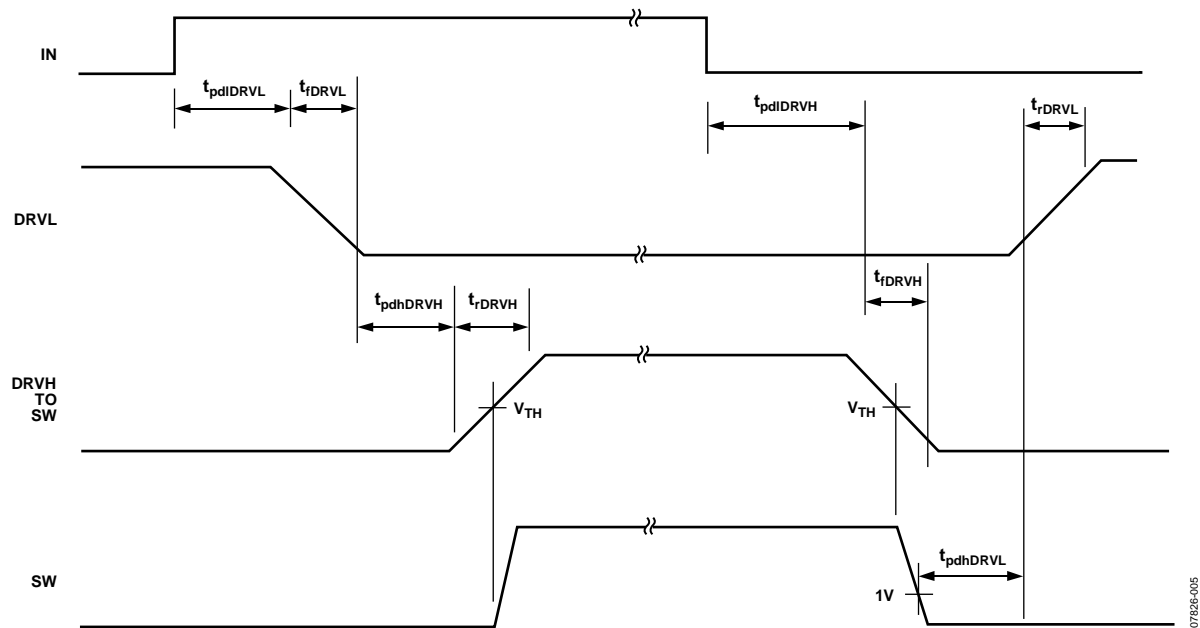 IN
tpdlDRVL
tfDRVL
tpdlDRVH
trDRVL
DRVL
tfDRVH
tpdhDRVH
trDRVH
DRVH
TO
SW
VTH
VTH
SW
tpdhDRVL
1V
07826-005